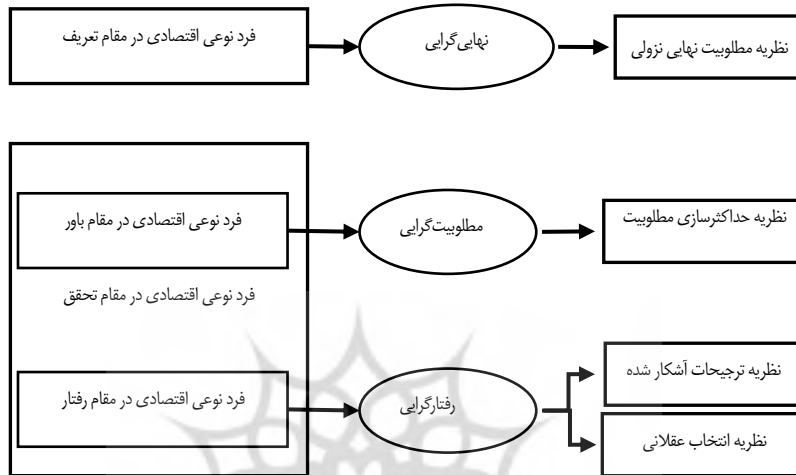 فرد نوعی اقتصادی در مقام تعریف
نهایی‌گرایی
نظریه مطلوبیت نهایی نزولی
فرد نوعی اقتصادی در مقام باور
مطلوبیت‌گرایی
نظریه حداکثرسازی مطلوبیت
فرد نوعی اقتصادی در مقام تحقق
فرد نوعی اقتصادی در مقام رفتار
رفتارگرایی
نظریه ترجیحات آشکار شده
نظریه انتخاب عقلانی